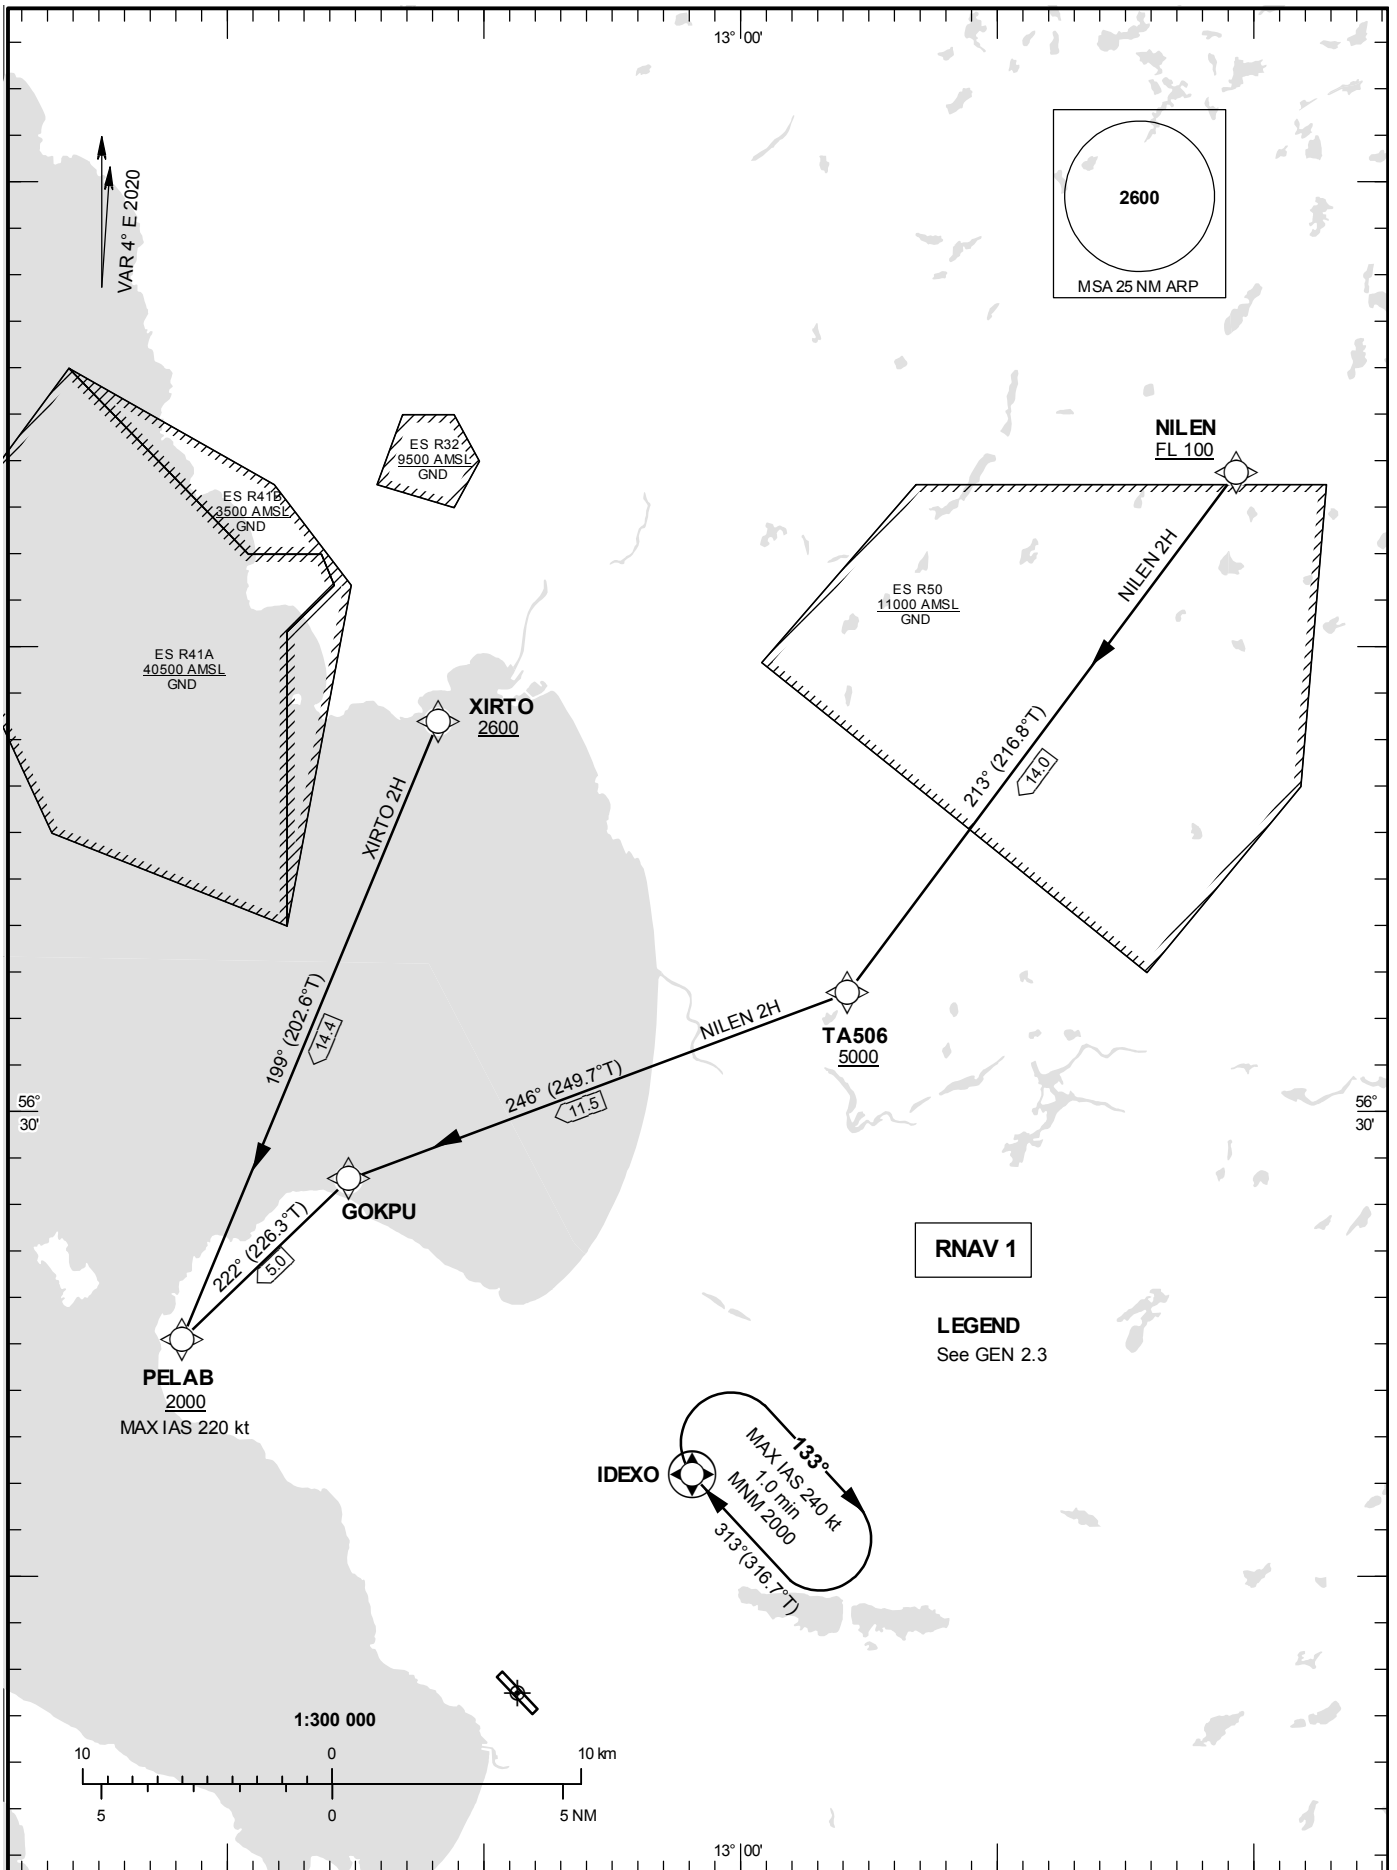 13° 00'
VAR 4° E 2020
2600
MSA 25 NM ARP
NILEN
FL 100
ES R32
9500 AMSL
GND
ES R41B
3500 AMSL
GND
NILEN 2H
ES R50
11000 AMSL
GND
ES R41A
40500 AMSL
GND
XIRTO
2600
213° (216.8°T)
14.0
XIRTO 2H
199° (202.6°T)
14.4
NILEN 2H
TA506
5000
246° (249.7°T)
11.5
56°
30'
56°
30'
GOKPU
222° (226.3°T)
5.0
RNAV 1
LEGEND
See GEN 2.3
PELAB
2000
MAX IAS 220 kt
IDEXO
133°
MAX IAS 240 kt
1.0 min
MNM 2000
313°(316.7°T)
1:300 000
10 0 10 km
5 0 5 NM
13° 00'